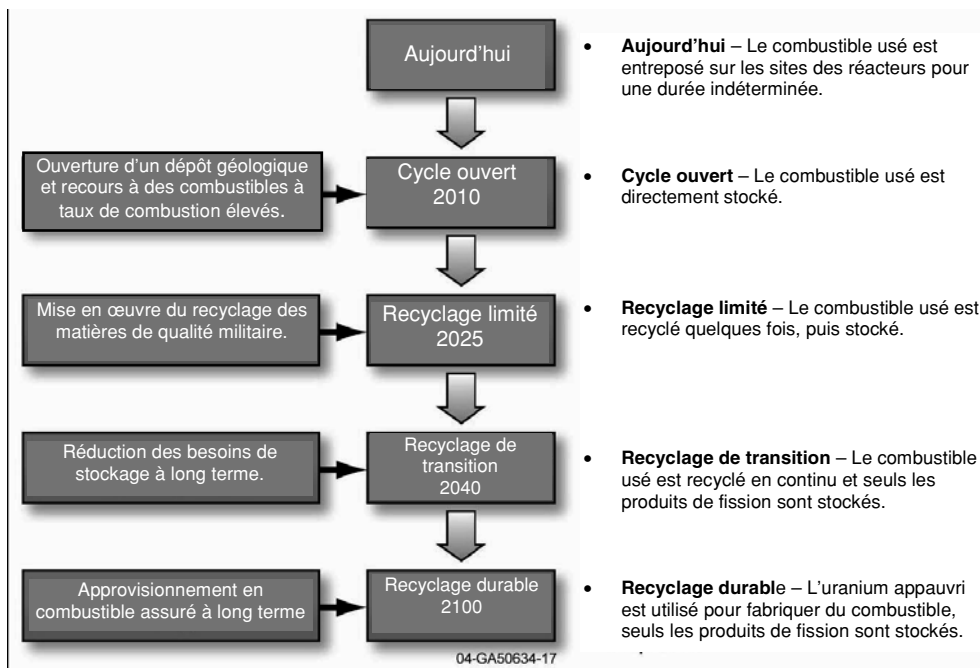 Aujourd’hui
• Aujourd’hui – Le combustible usé est
entreposé sur les sites des réacteurs pour
une durée indéterminée.
Ouverture d’un dépôt géologique
et recours à des combustibles à
taux de combustion élevés.
Cycle ouvert
2010
• Cycle ouvert – Le combustible usé est
directement stocké.
Mise en œuvre du recyclage des
matières de qualité militaire.
Recyclage limité
2025
• Recyclage limité – Le combustible usé est
recyclé quelques fois, puis stocké.
Réduction des besoins de
stockage à long terme.
Recyclage de
transition
2040
• Recyclage de transition – Le combustible
usé est recyclé en continu et seuls les
produits de fission sont stockés.
Approvisionnement en
combustible assuré à long terme
Recyclage durable
2100
• Recyclage durable – L’uranium appauvri
est utilisé pour fabriquer du combustible,
seuls les produits de fission sont stockés.
04-GA50634-17